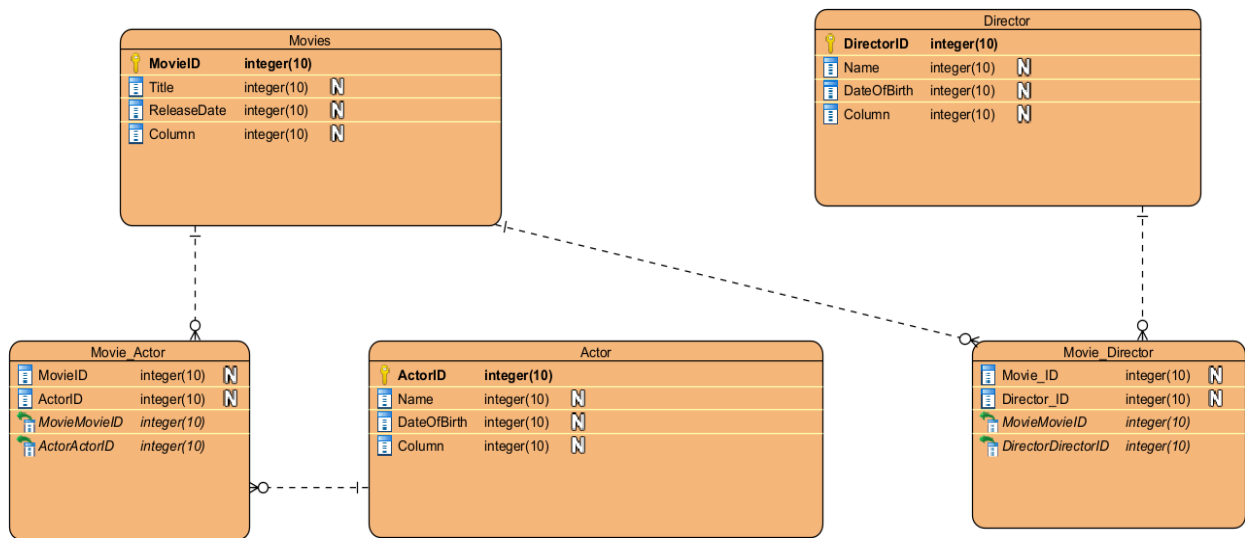 Movies
MovieID integer(10)
Title integer(10) N
ReleaseDate integer(10) N
Column integer(10) N
Director
DirectorID integer(10)
Name integer(10) N
DateOfBirth integer(10) N
Column integer(10) N
Movie_Actor
MovieID integer(10) N
ActorID integer(10) N
MovieMovieID integer(10)
ActorActorID integer(10)
Actor
ActorID integer(10)
Name integer(10) N
DateOfBirth integer(10) N
Column integer(10) N
Movie_Director
Movie_ID integer(10) N
Director_ID integer(10) N
MovieMovieID integer(10)
DirectorDirectorID integer(10)